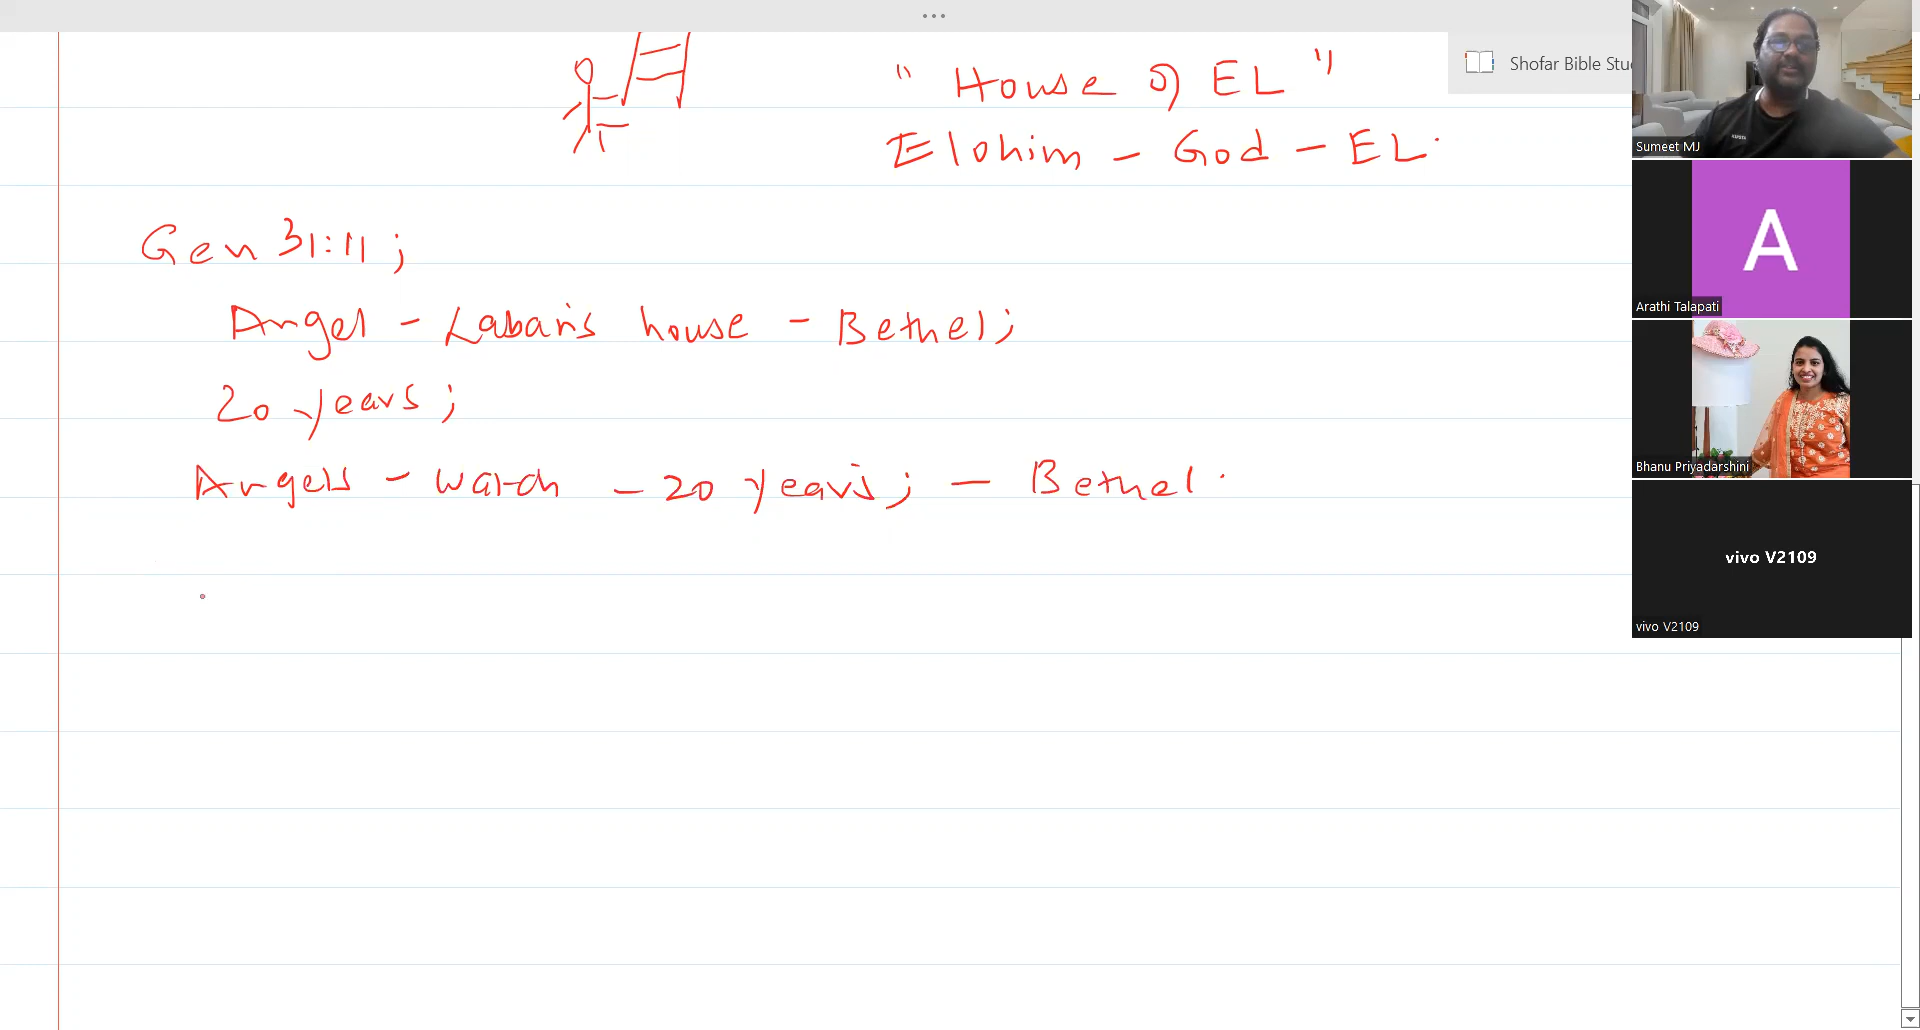 "House of EL"
Elohim - God - EL.
Gen 31:11;
Angel - Laban's house - Bethel;
20 years;
Angels - watch - 20 years; - Bethel.
Shofar Bible Stu
Sumeet MJ
A
Arathi Talapati
Bhanu Priyadarshini
vivo V2109
vivo V2109